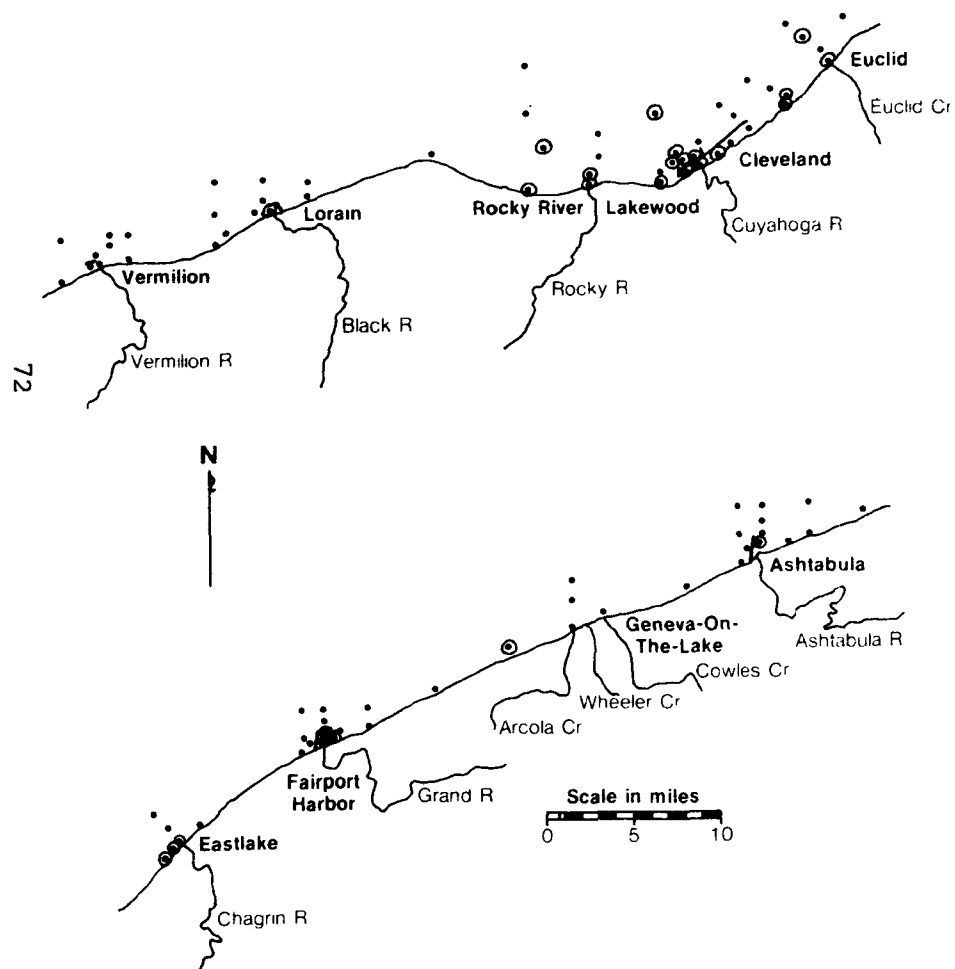 Euclid
Euclid Cr
Cleveland
Rocky River
Lakewood
Lorain
Cuyahoga R
Vermilion
Rocky R
Black R
Vermilion R
72
N
Ashtabula
Geneva-On-
The-Lake
Ashtabula R
Cowles Cr
Wheeler Cr
Arcola Cr
Fairport
Harbor
Grand R
Scale in miles
0 5 10
Eastlake
Chagrin R